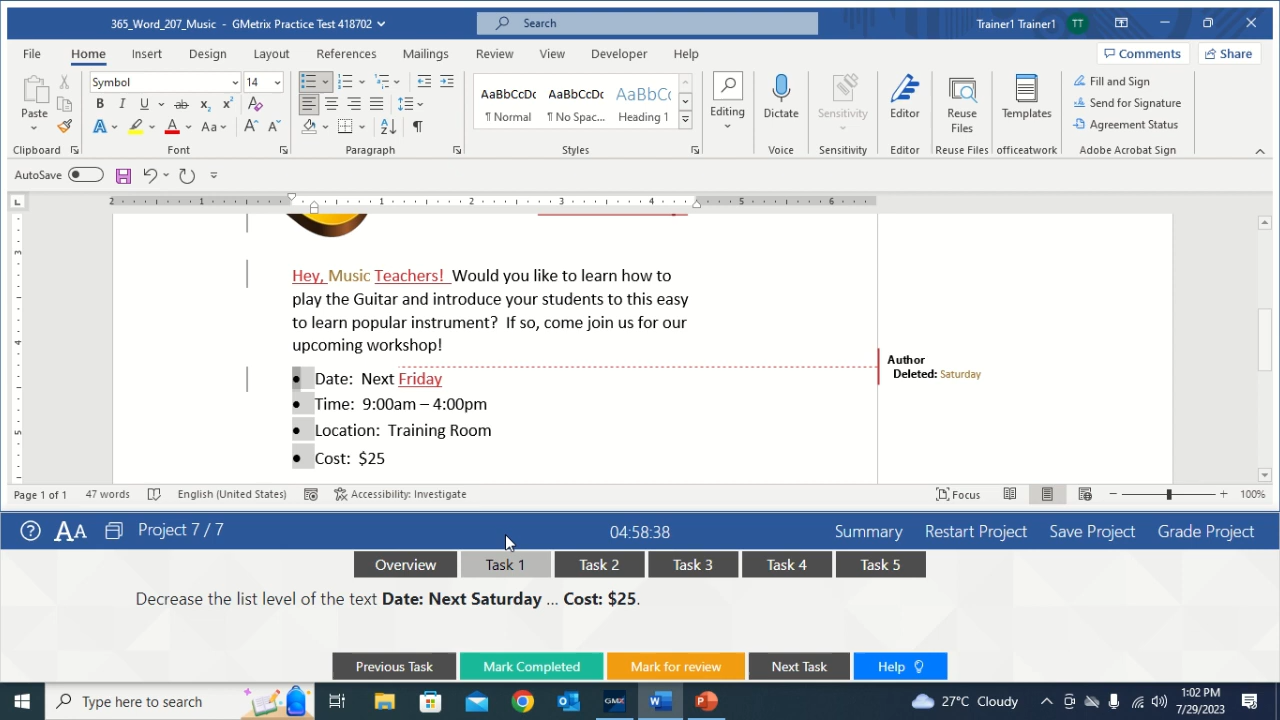 365_Word_207_Music - GMetrix Practice Test 418702
Search
Trainer1 Trainer1 TT
File Home Insert Design Layout References Mailings Review View Developer Help Comments Share
Symbol 14
AaBbCcDc AaBbCcDc AaBbCc
Normal No Spac... Heading 1
Paste
Editing
Dictate
Sensitivity
Editor
Reuse Files
Templates
Fill and Sign
Send for Signature
Agreement Status
Clipboard Font Paragraph Styles Voice Sensitivity Editor Reuse Files officeatwork Adobe Acrobat Sign
AutoSave
Hey, Music Teachers! Would you like to learn how to
play the Guitar and introduce your students to this easy
to learn popular instrument? If so, come join us for our
upcoming workshop!
• Date: Next Friday
• Time: 9:00am – 4:00pm
• Location: Training Room
• Cost: $25
Author
Deleted: Saturday
Page 1 of 1 47 words English (United States) Accessibility: Investigate Focus 100%
Project 7 / 7 04:58:38 Summary Restart Project Save Project Grade Project
Overview Task 1 Task 2 Task 3 Task 4 Task 5
Decrease the list level of the text Date: Next Saturday ... Cost: $25.
Previous Task Mark Completed Mark for review Next Task Help
Type here to search
27°C Cloudy
1:02 PM
7/29/2023